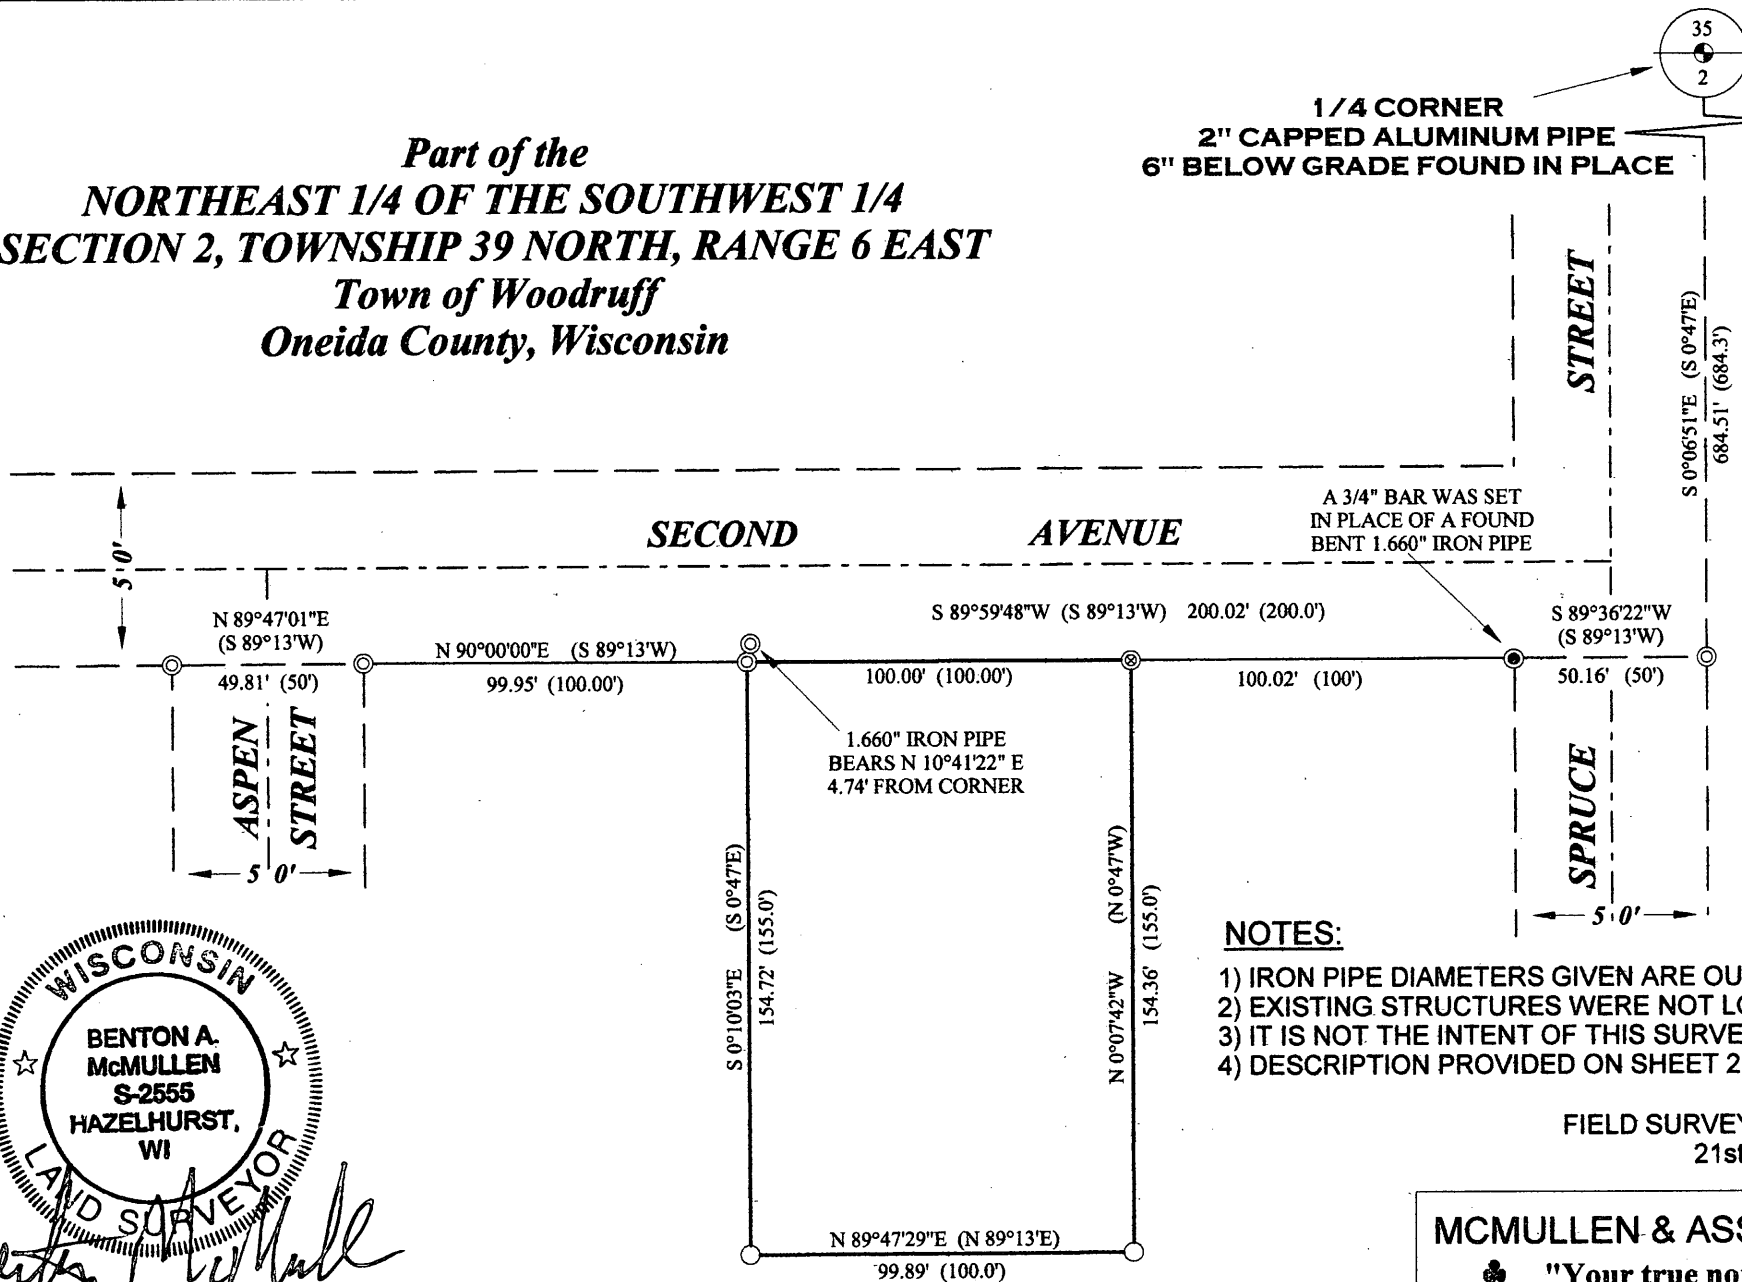 35
2
1/4 CORNER
2" CAPPED ALUMINUM PIPE
6" BELOW GRADE FOUND IN PLACE
Part of the
NORTHEAST 1/4 OF THE SOUTHWEST 1/4
SECTION 2, TOWNSHIP 39 NORTH, RANGE 6 EAST
Town of Woodruff
Oneida County, Wisconsin
STREET
S 0°06'51"E (S 0°47'E)
684.51' (684.3')
A 3/4" BAR WAS SET
IN PLACE OF A FOUND
BENT 1.660" IRON PIPE
SECOND AVENUE
5 0'
N 89°47'01"E
(S 89°13'W)
49.81' (50')
N 90°00'00"E (S 89°13'W)
99.95' (100.00')
S 89°59'48"W (S 89°13'W) 200.02' (200.0')
100.00' (100.00')
100.02' (100')
S 89°36'22"W
(S 89°13'W)
50.16' (50')
ASPEN
STREET
5 0'
1.660" IRON PIPE
BEARS N 10°41'22" E
4.74' FROM CORNER
SPRUCE
5 0'
S 0°10'03"E (S 0°47'E)
154.72' (155.0')
N 0°07'42"W (N 0°47'W)
154.36' (155.0')
NOTES:
1) IRON PIPE DIAMETERS GIVEN ARE OU
2) EXISTING STRUCTURES WERE NOT LO
3) IT IS NOT THE INTENT OF THIS SURVE
4) DESCRIPTION PROVIDED ON SHEET 2
FIELD SURVEY
21st
WISCONSIN
BENTON A.
McMULLEN
S-2555
HAZELHURST,
WI
LAND SURVEYOR
N 89°47'29"E (N 89°13'E)
99.89' (100.0')
MCMULLEN & ASS
"Your true no